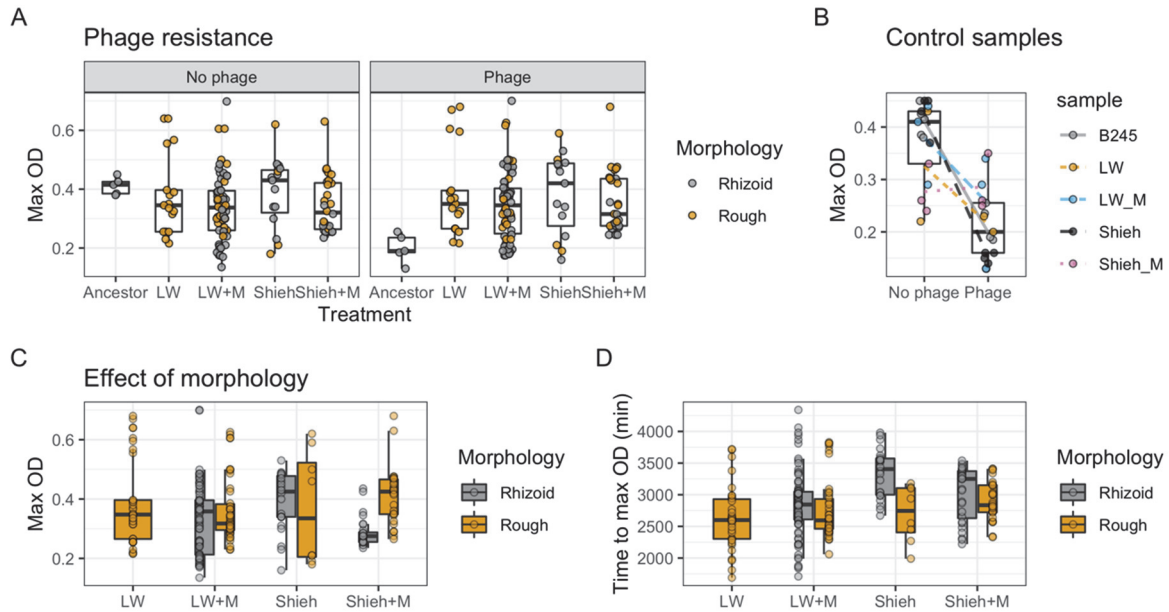 A
Phage resistance
No phage
Phage
Max OD
0.6
0.4
0.2
Ancestor LW LW+M Shieh Shieh+M
Ancestor LW LW+M Shieh Shieh+M
Treatment
Morphology
Rhizoid
Rough
B
Control samples
Max OD
0.4
0.3
0.2
No phage Phage
sample
B245
LW
LW_M
Shieh
Shieh_M
C
Effect of morphology
Max OD
0.6
0.4
0.2
LW LW+M Shieh Shieh+M
Morphology
Rhizoid
Rough
D
Time to max OD (min)
4000
3500
3000
2500
2000
LW LW+M Shieh Shieh+M
Morphology
Rhizoid
Rough